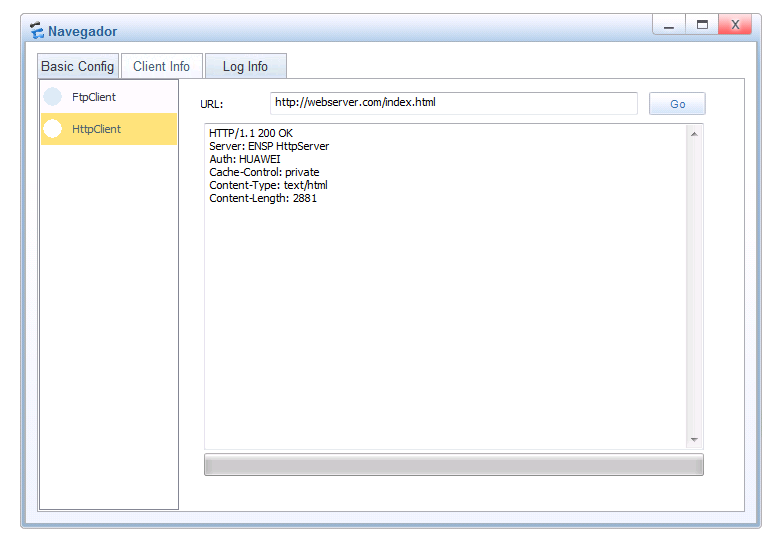 Navegador
Basic Config
Client Info
Log Info
FtpClient
HttpClient
URL:
http://webserver.com/index.html
Go
HTTP/1.1 200 OK
Server: ENSP HttpServer
Auth: HUAWEI
Cache-Control: private
Content-Type: text/html
Content-Length: 2881